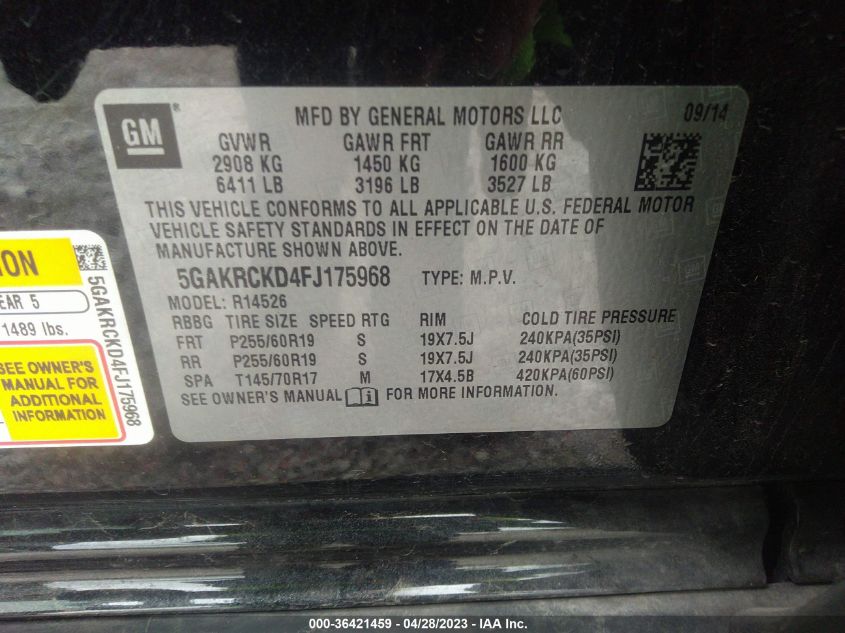 GM®
MFD BY GENERAL MOTORS LLC
09/14
GVWR GAWR FRT GAWR RR
2908 KG 1450 KG 1600 KG
6411 LB 3196 LB 3527 LB
THIS VEHICLE CONFORMS TO ALL APPLICABLE U.S. FEDERAL MOTOR
VEHICLE SAFETY STANDARDS IN EFFECT ON THE DATE OF
MANUFACTURE SHOWN ABOVE.
5GAKRCKD4FJ175968 TYPE: M.P.V.
MODEL: R14526
RBBG TIRE SIZE SPEED RTG RIM COLD TIRE PRESSURE
FRT P255/60R19 S 19X7.5J 240KPA(35PSI)
RR P255/60R19 S 19X7.5J 240KPA(35PSI)
SPA T145/70R17 M 17X4.5B 420KPA(60PSI)
SEE OWNER'S MANUAL FOR MORE INFORMATION.
EAR 5
1489 lbs.
SEE OWNER'S
MANUAL FOR
ADDITIONAL
INFORMATION
5GAKRCKD4FJ175968
000-36421459 - 04/28/2023 - IAA Inc.